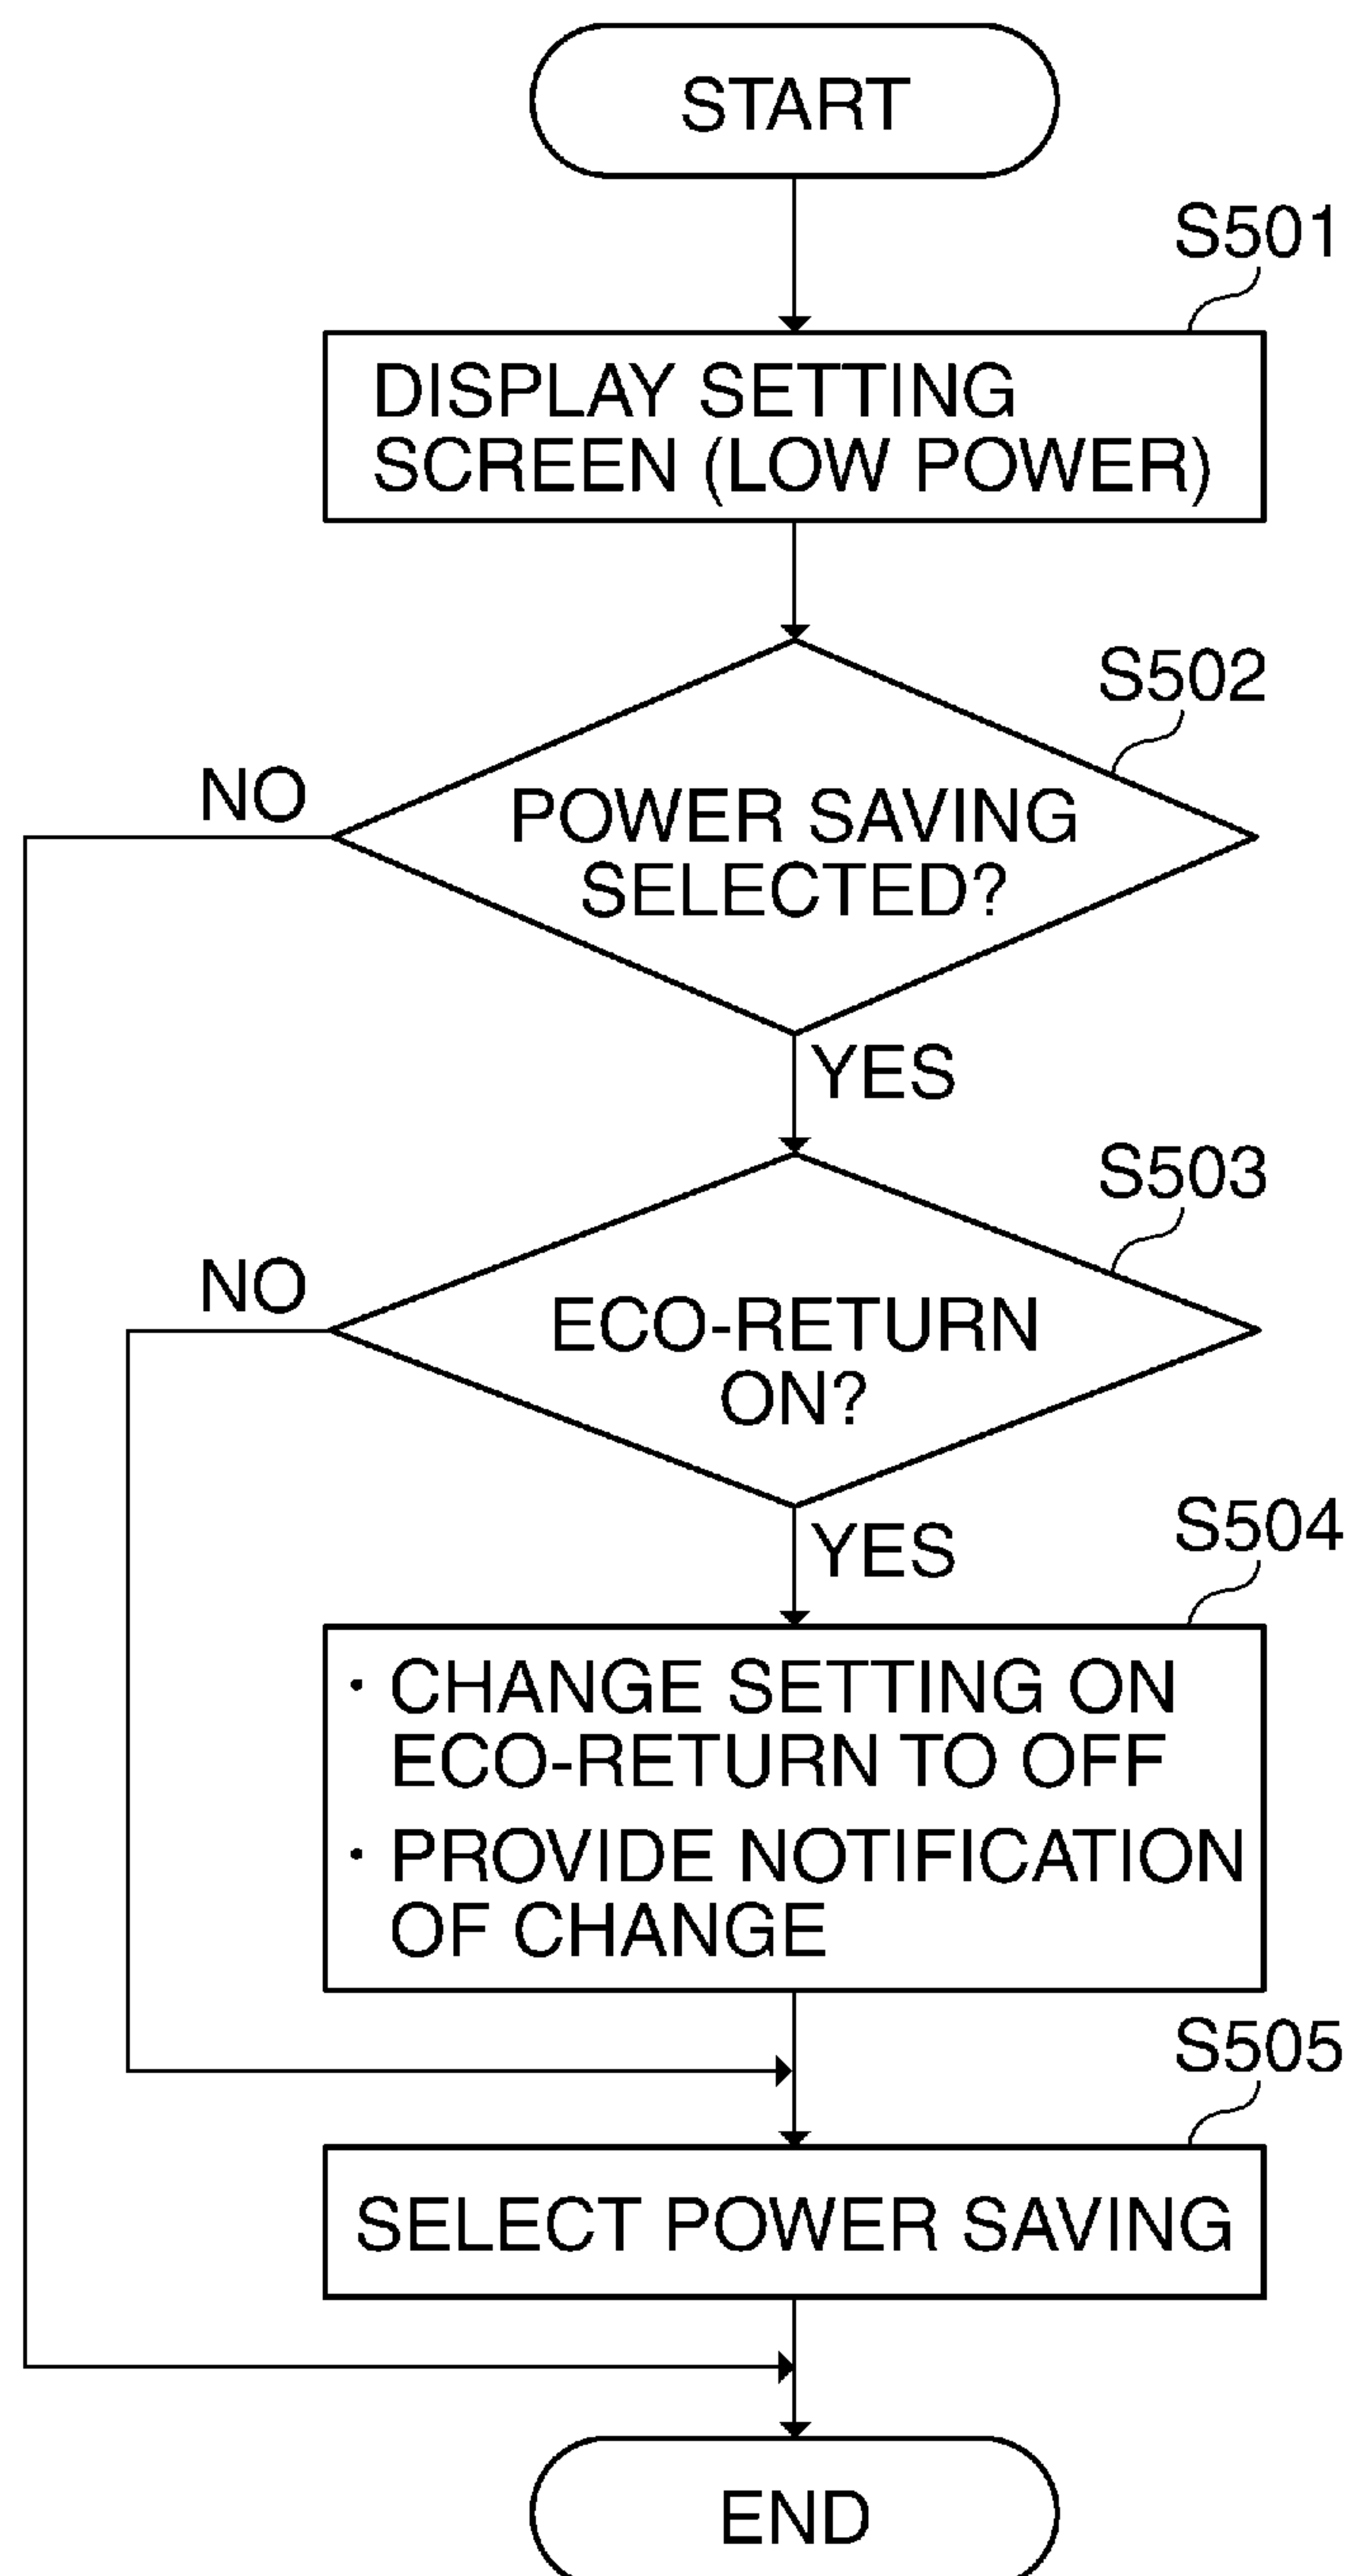 START
S501
DISPLAY SETTING
SCREEN (LOW POWER)
S502
NO
POWER SAVING
SELECTED?
YES
S503
NO
ECO-RETURN
ON?
YES
S504
· CHANGE SETTING ON
ECO-RETURN TO OFF
· PROVIDE NOTIFICATION
OF CHANGE
S505
SELECT POWER SAVING
END